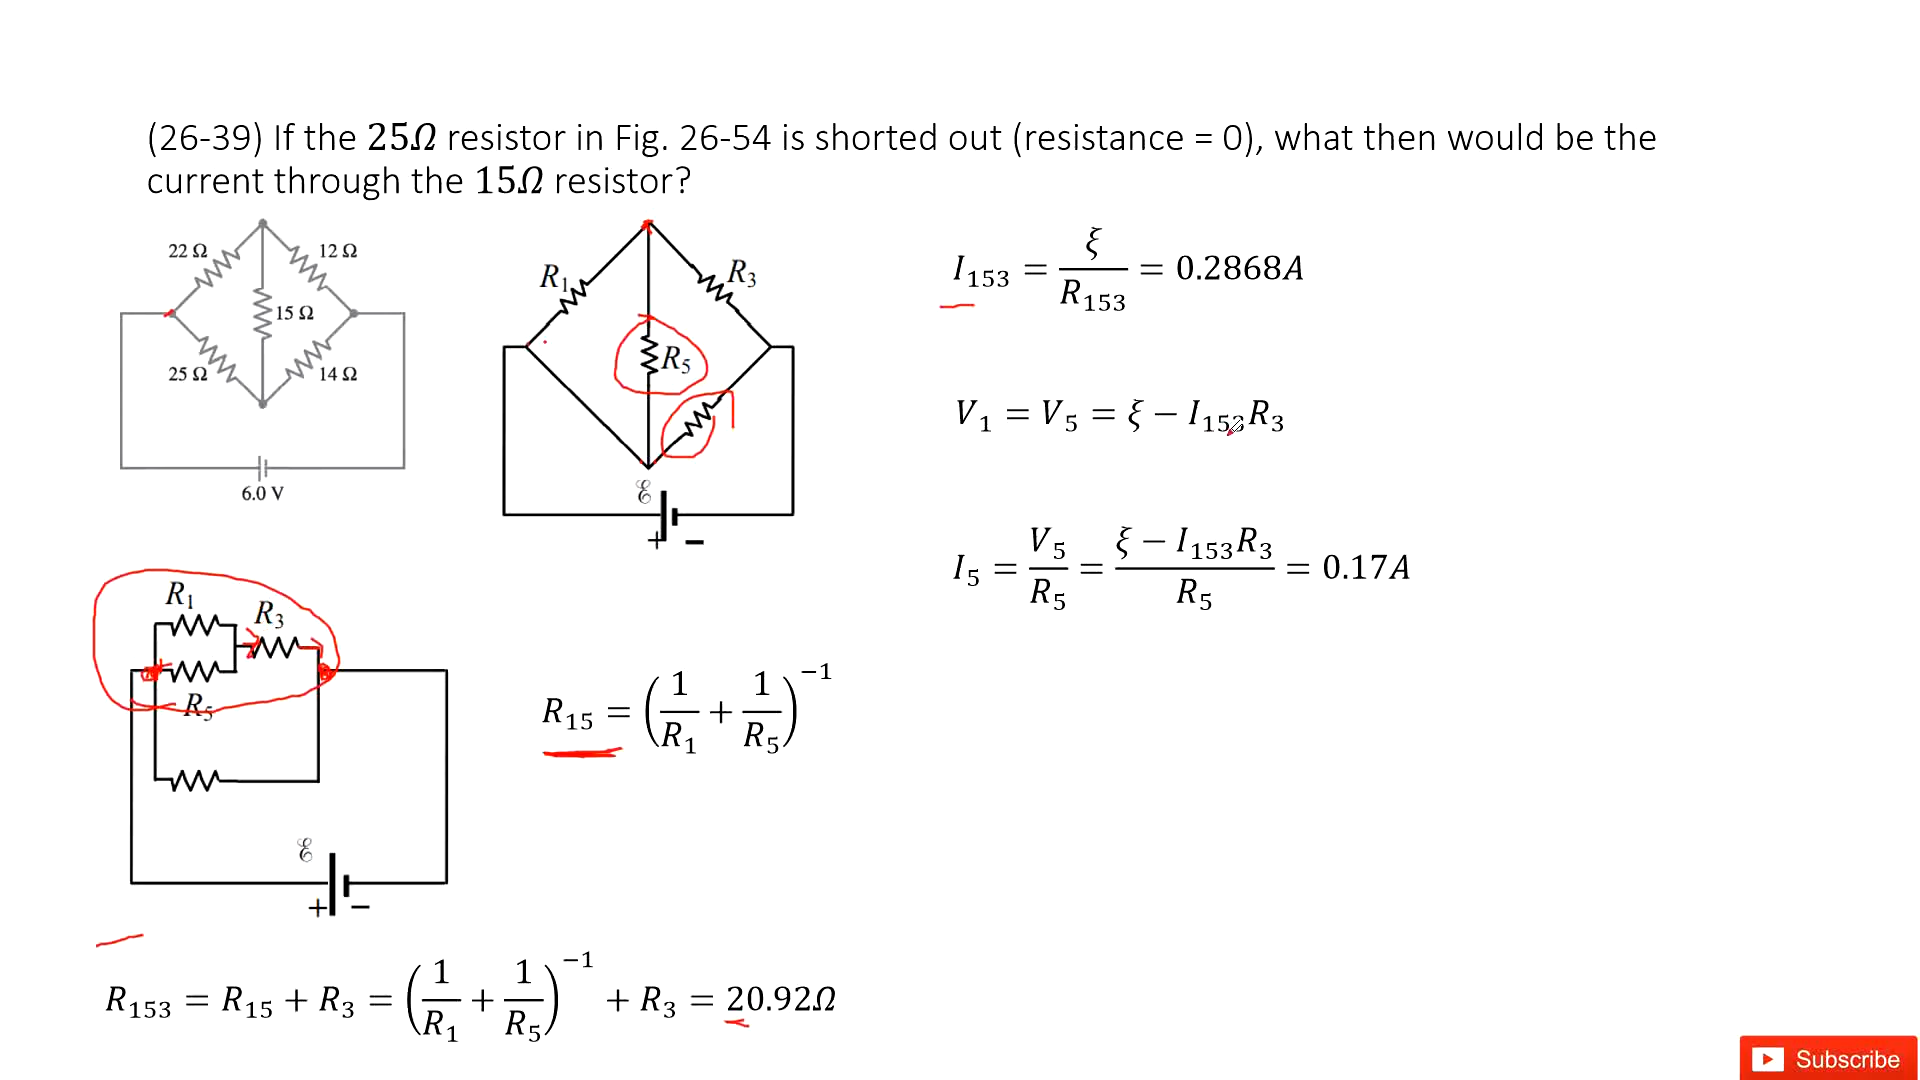 (26-39) If the 25Ω resistor in Fig. 26-54 is shorted out (resistance = 0), what then would be the
current through the 15Ω resistor?
22 Ω
12 Ω
15 Ω
25 Ω
14 Ω
6.0 V
R₁
R₃
R₅
ℰ
+ −
I₁₅₃ = ξ / R₁₅₃ = 0.2868A
V₁ = V₅ = ξ − I₁₅₃R₃
I₅ = V₅ / R₅ = (ξ − I₁₅₃R₃) / R₅ = 0.17A
R₁
R₃
R₅
ℰ
+ −
R₁₅ = (1/R₁ + 1/R₅)⁻¹
R₁₅₃ = R₁₅ + R₃ = (1/R₁ + 1/R₅)⁻¹ + R₃ = 20.92Ω
Subscribe